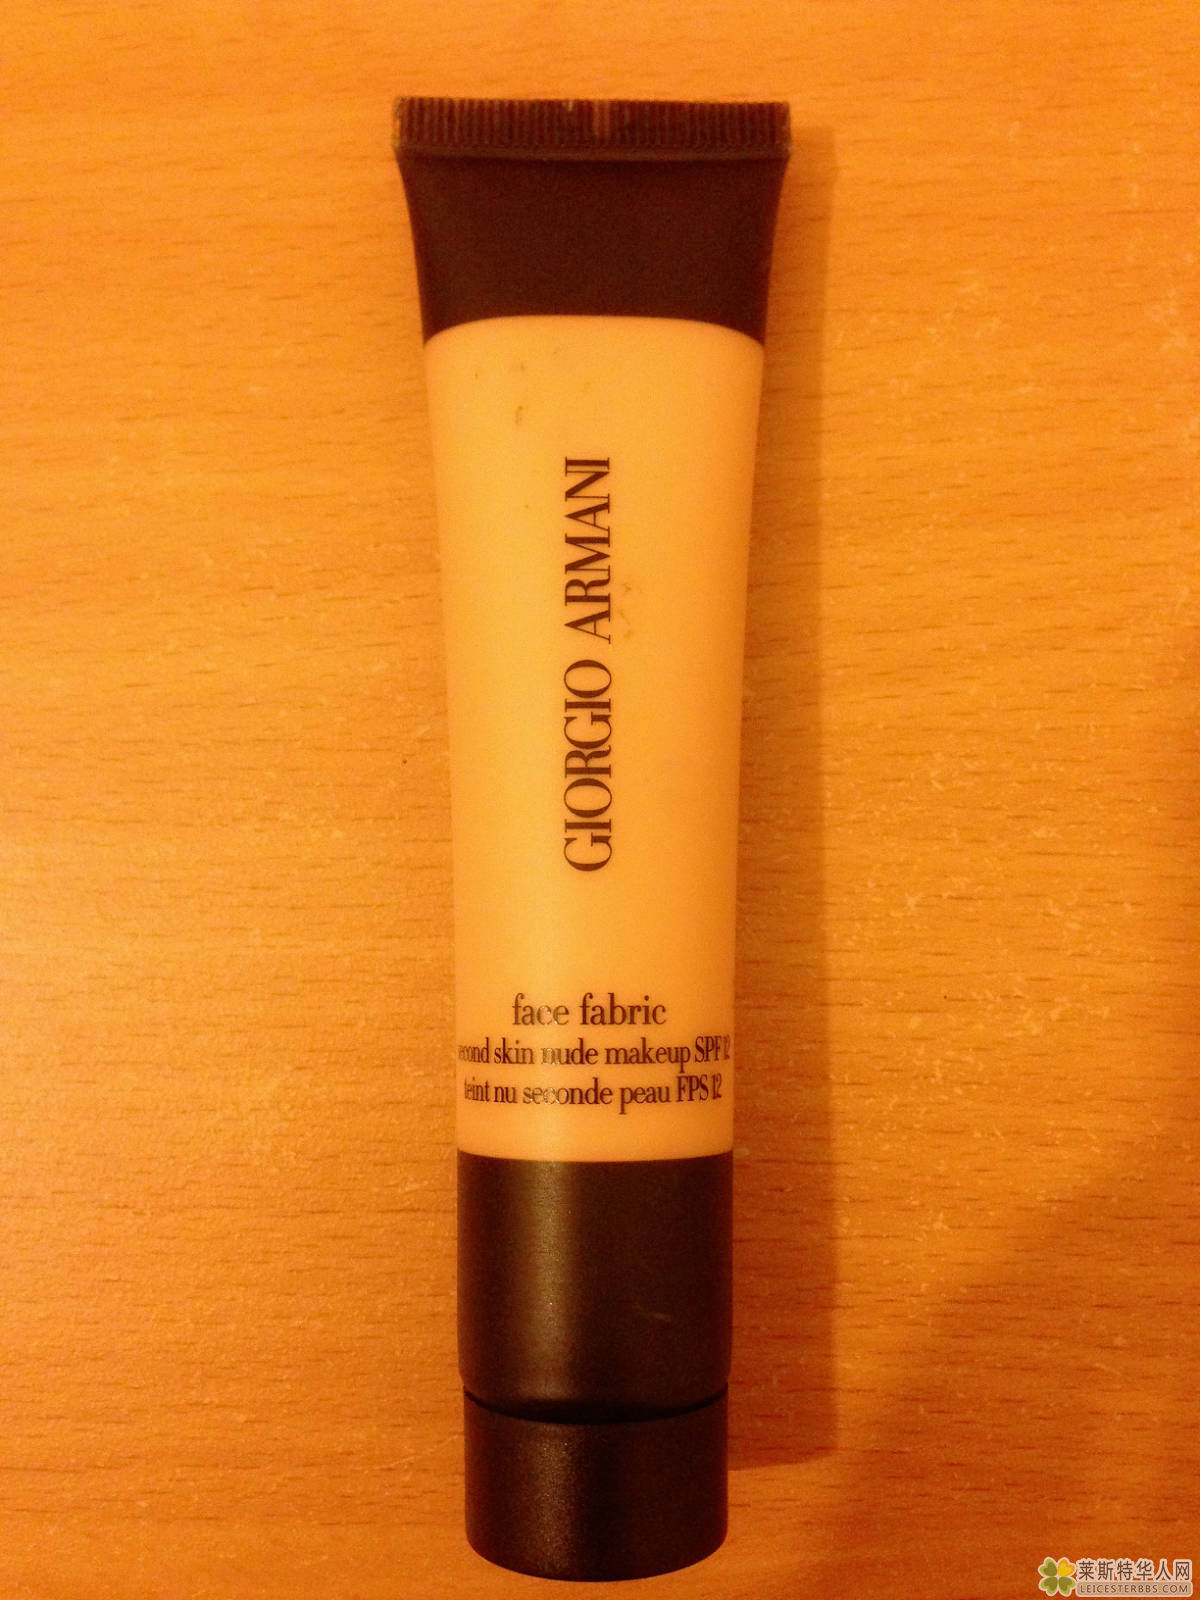 GIORGIO ARMANI
face fabric
second skin nude makeup SPF 12
teint nu seconde peau FPS 12
莱斯特华人网
LEICESTERBBS.COM